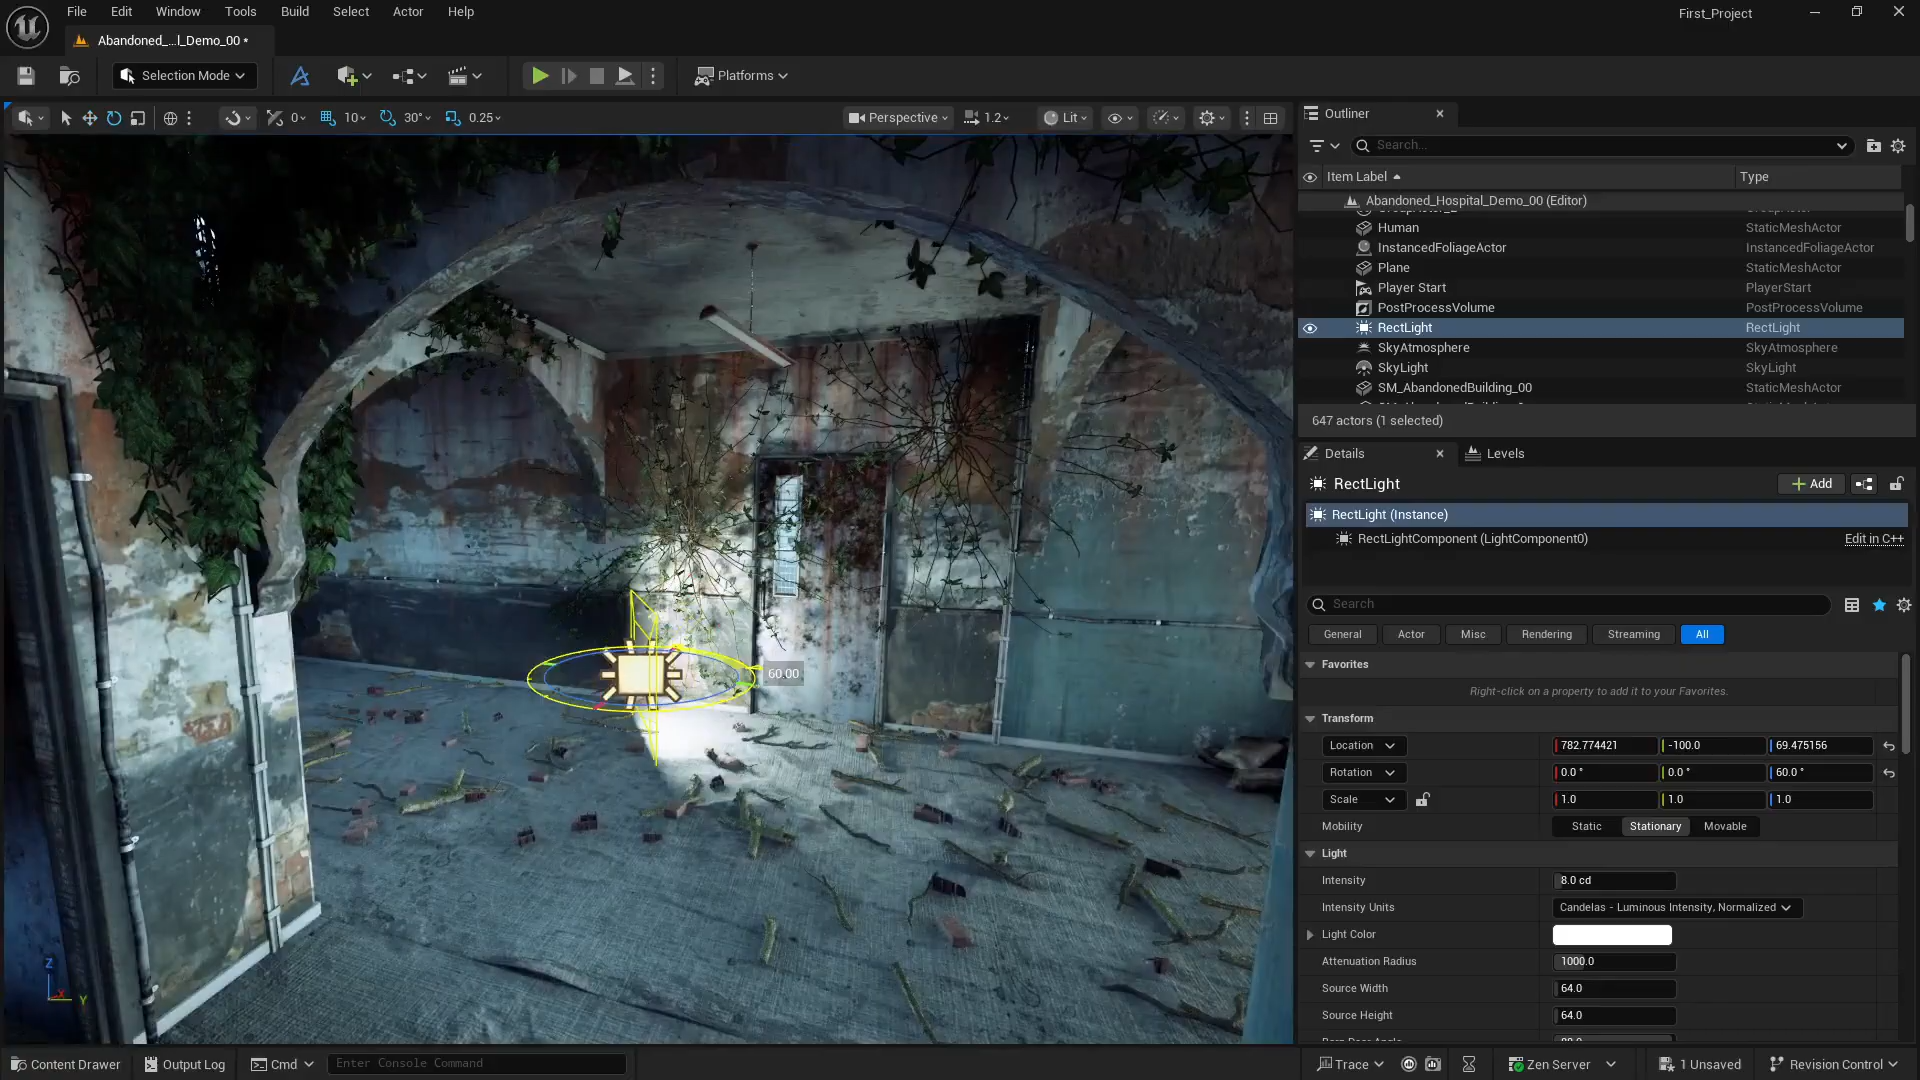 File Edit Window Tools Build Select Actor Help
First_Project
Abandoned_...l_Demo_00 •
Selection Mode
Platforms
0 10 30° 0.25
Perspective 1.2 Lit
Outliner
Search...
Item Label Type
Abandoned_Hospital_Demo_00 (Editor)
Human StaticMeshActor
InstancedFoliageActor InstancedFoliageActor
Plane StaticMeshActor
Player Start PlayerStart
PostProcessVolume PostProcessVolume
RectLight RectLight
SkyAtmosphere SkyAtmosphere
SkyLight SkyLight
SM_AbandonedBuilding_00 StaticMeshActor
647 actors (1 selected)
Details Levels
RectLight
Add
RectLight (Instance)
RectLightComponent (LightComponent0) Edit in C++
Search
General Actor Misc Rendering Streaming All
Favorites
Right-click on a property to add it to your Favorites.
Transform
Location 782.774421 -100.0 69.475156
Rotation 0.0 ° 0.0 ° 60.0 °
Scale 1.0 1.0 1.0
Mobility Static Stationary Movable
Light
Intensity 8.0 cd
Intensity Units Candelas - Luminous Intensity, Normalized
Light Color
Attenuation Radius 1000.0
Source Width 64.0
Source Height 64.0
60.00
Z
X
Y
Content Drawer Output Log Cmd Enter Console Command
Trace Zen Server 1 Unsaved Revision Control